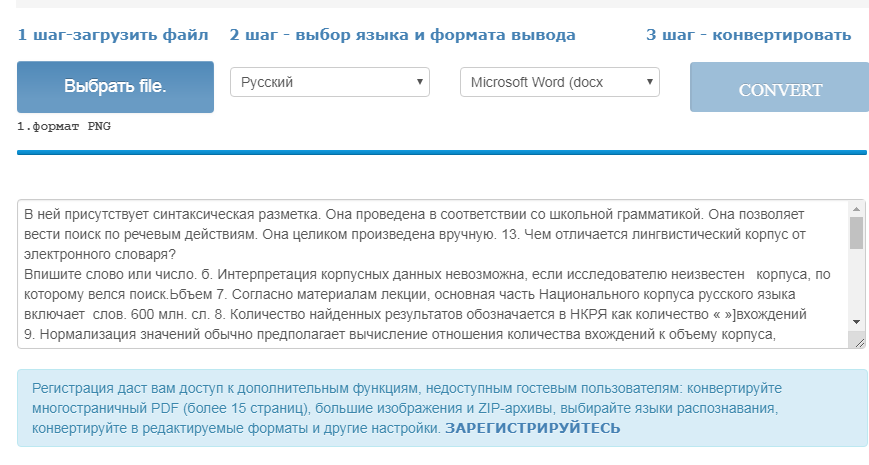 1 шаг-загрузить файл 2 шаг - выбор языка и формата вывода 3 шаг - конвертировать
Выбрать file. Русский Microsoft Word (docx CONVERT
1.формат PNG
В ней присутствует синтаксическая разметка. Она проведена в соответствии со школьной грамматикой. Она позволяет
вести поиск по речевым действиям. Она целиком произведена вручную. 13. Чем отличается лингвистический корпус от
электронного словаря?
Впишите слово или число. б. Интерпретация корпусных данных невозможна, если исследователю неизвестен корпуса, по
которому велся поиск.Ьбъем 7. Согласно материалам лекции, основная часть Национального корпуса русского языка
включает слов. 600 млн. сл. 8. Количество найденных результатов обозначается в НКРЯ как количество « »]вхождений
9. Нормализация значений обычно предполагает вычисление отношения количества вхождений к объему корпуса,
Регистрация даст вам доступ к дополнительным функциям, недоступным гостевым пользователям: конвертируйте
многостраничный PDF (более 15 страниц), большие изображения и ZIP-архивы, выбирайте языки распознавания,
конвертируйте в редактируемые форматы и другие настройки. ЗАРЕГИСТРИРУЙТЕСЬ